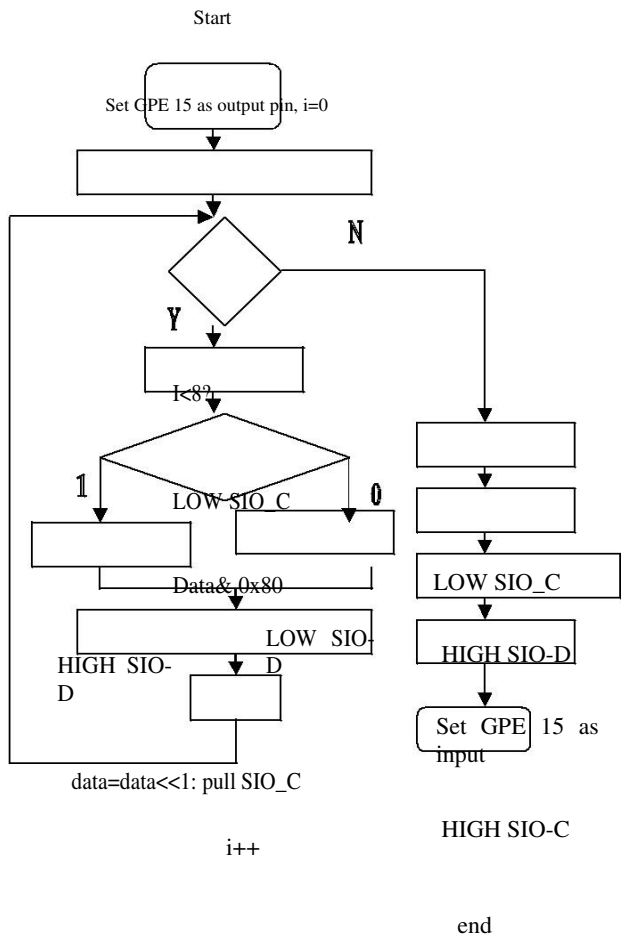 Start
Set GPE 15 as output pin, i=0
N
Y
I<8?
1
0
LOW SIO_C
Data& 0x80
LOW SIO_C
LOW SIO-
D
HIGH SIO-
D
HIGH SIO-D
Set GPE 15 as
input
data=data<<1: pull SIO_C
HIGH SIO-C
i++
end